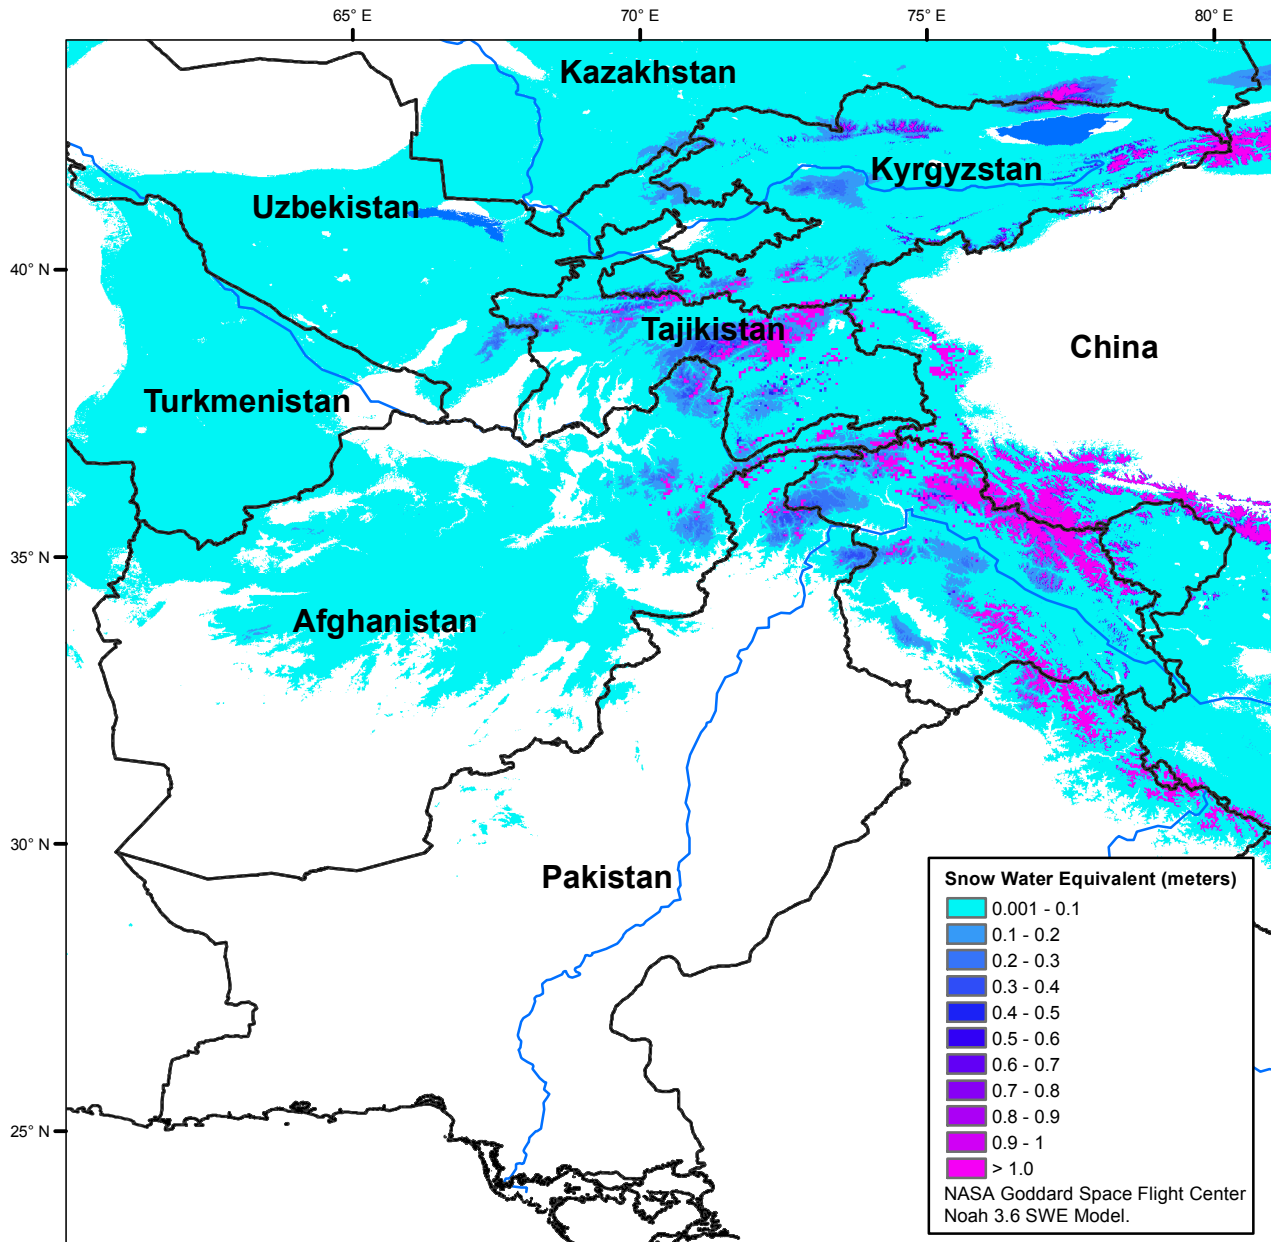 65° E
70° E
75° E
80° E
Kazakhstan
Kyrgyzstan
Uzbekistan
40° N
Tajikistan
China
Turkmenistan
35° N
Afghanistan
30° N
Pakistan
25° N
Snow Water Equivalent (meters)
0.001 - 0.1
0.1 - 0.2
0.2 - 0.3
0.3 - 0.4
0.4 - 0.5
0.5 - 0.6
0.6 - 0.7
0.7 - 0.8
0.8 - 0.9
0.9 - 1
> 1.0
NASA Goddard Space Flight Center
Noah 3.6 SWE Model.